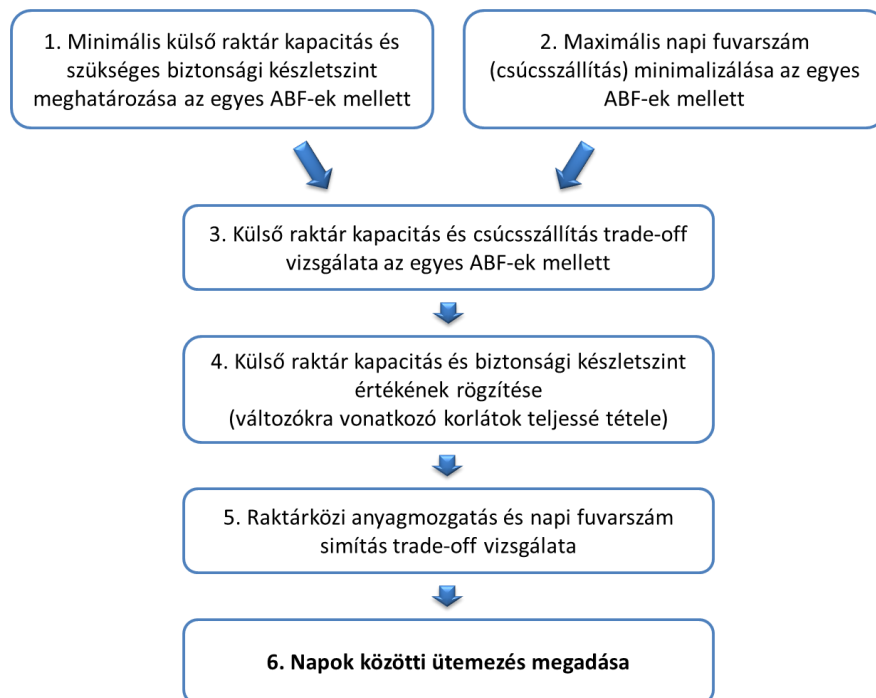 1. Minimális külső raktár kapacitás és
szükséges biztonsági készletszint
meghatározása az egyes ABF-ek mellett
2. Maximális napi fuvarszám
(csúcsszállítás) minimalizálása az egyes
ABF-ek mellett
3. Külső raktár kapacitás és csúcsszállítás trade-off
vizsgálata az egyes ABF-ek mellett
4. Külső raktár kapacitás és biztonsági készletszint
értékének rögzítése
(változókra vonatkozó korlátok teljessé tétele)
5. Raktárközi anyagmozgatás és napi fuvarszám
simítás trade-off vizsgálata
6. Napok közötti ütemezés megadása